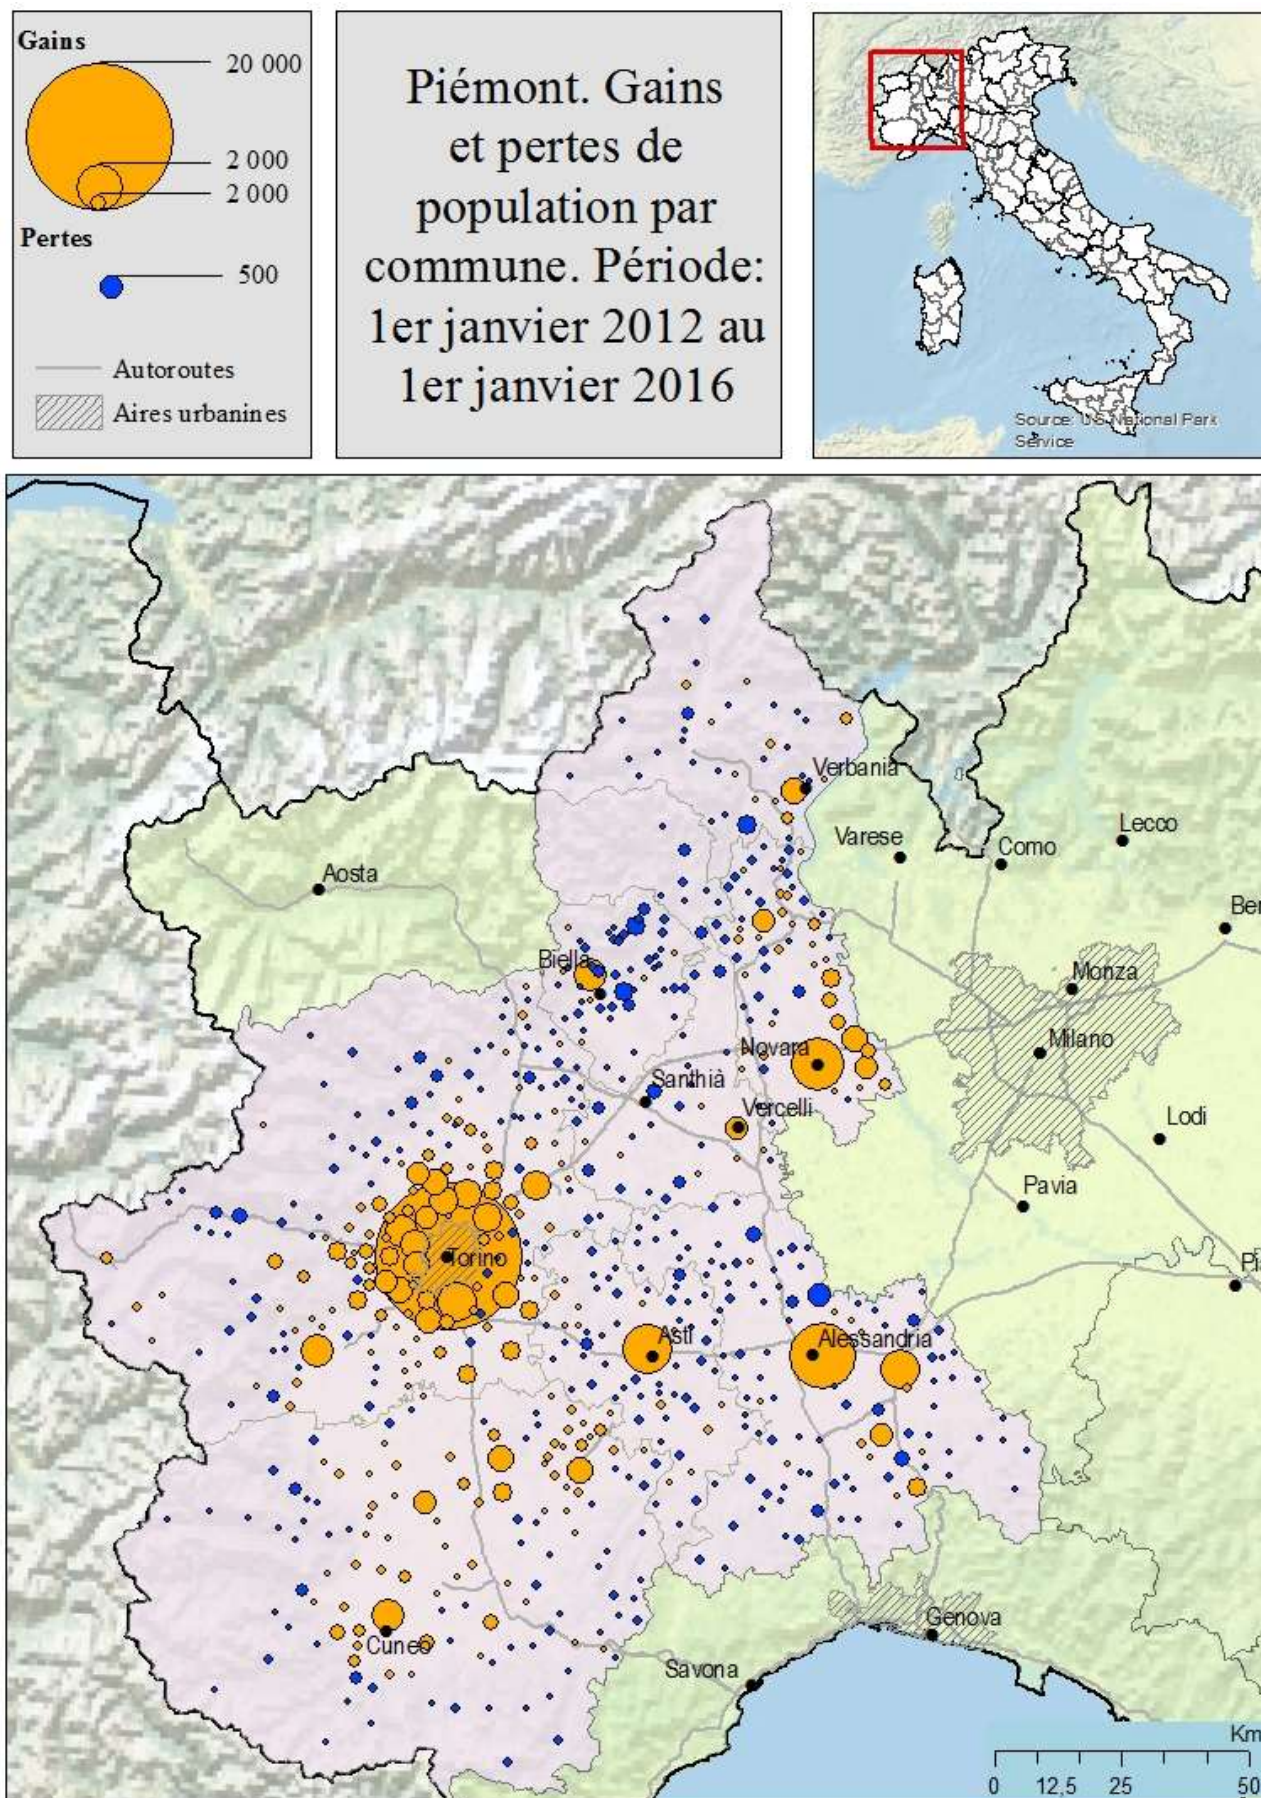 Gains
20 000
2 000
2 000
Pertes
500
Autoroutes
Aires urbanines
Piémont. Gains
et pertes de
population par
commune. Période:
1er janvier 2012 au
1er janvier 2016
Source: US National Park
Service
Verbania
Varese
Como
Lecco
Aosta
Ber
Biella
Monza
Milano
Novara
Santhià
Vercelli
Lodi
Pavia
Torino
Pia
Asti
Alessandria
Genova
Cuneo
Savona
Km
0 12,5 25 50